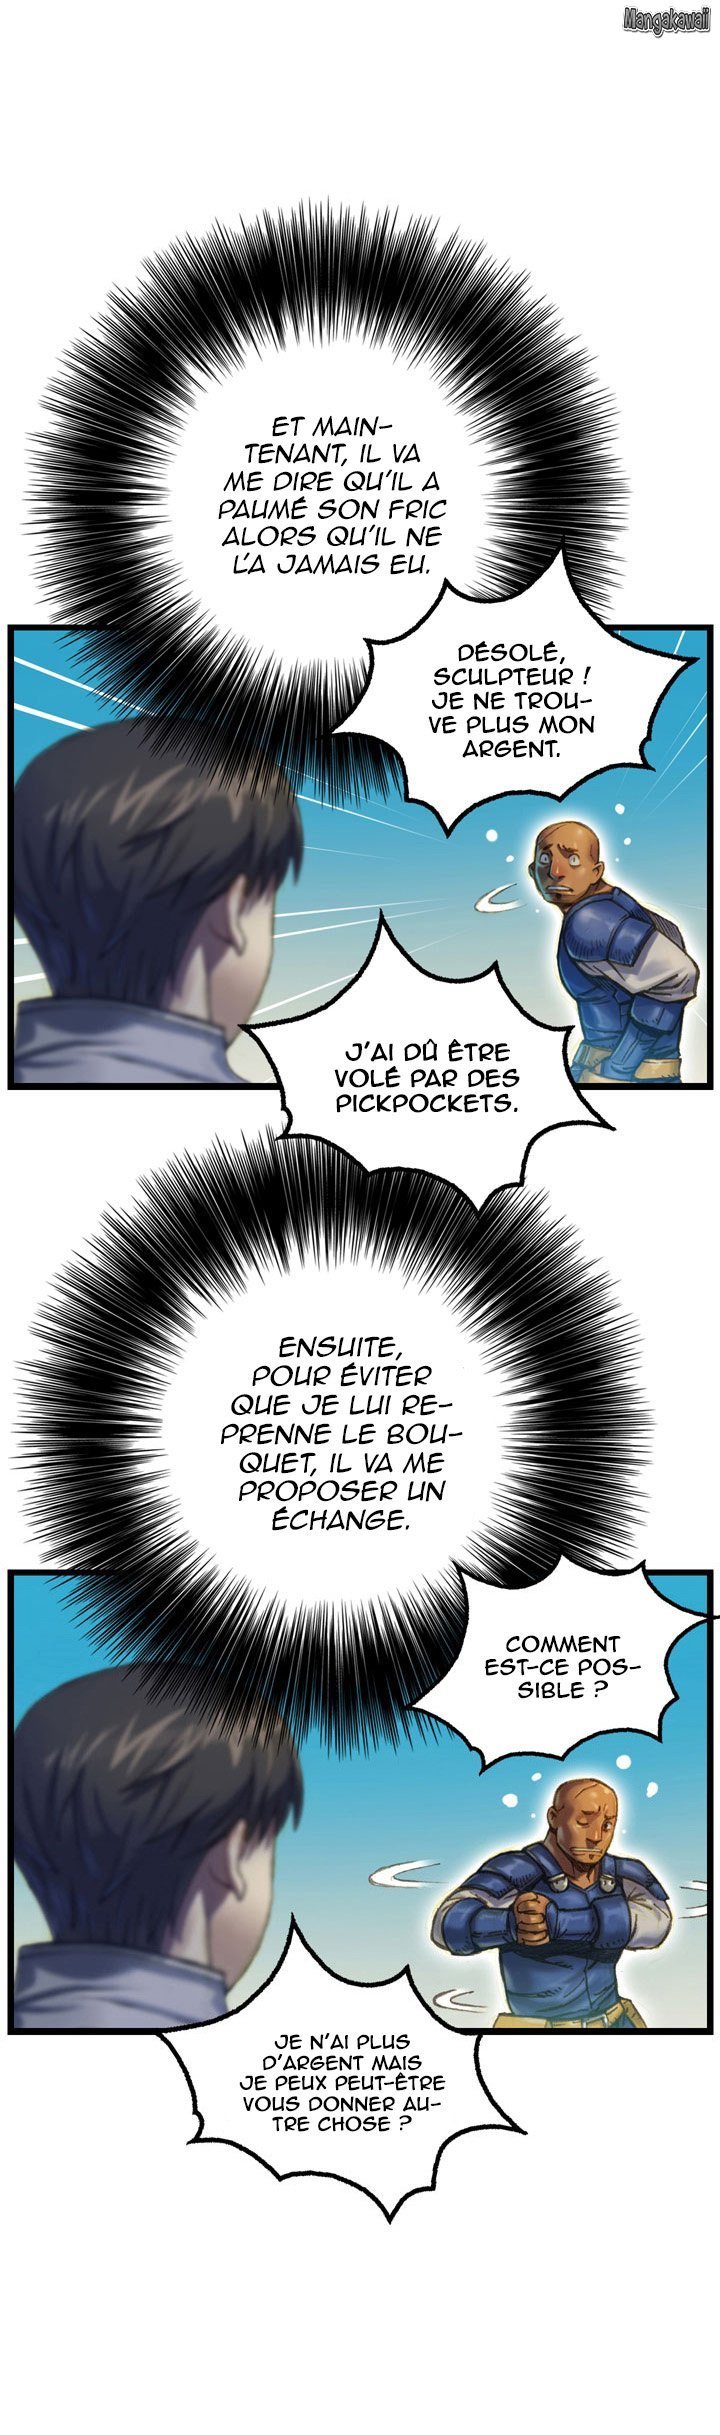 Mangakawaii
ET MAIN-
TENANT, IL VA
ME DIRE QU'IL A
PAUMÉ SON FRIC
ALORS QU'IL NE
L'A JAMAIS EU.
DÉSOLÉ,
SCULPTEUR !
JE NE TROU-
VE PLUS MON
ARGENT.
J'AI DÛ ÊTRE
VOLÉ PAR DES
PICKPOCKETS.
ENSUITE,
POUR ÉVITER
QUE JE LUI RE-
PRENNE LE BOU-
QUET, IL VA ME
PROPOSER UN
ÉCHANGE.
COMMENT
EST-CE POS-
SIBLE ?
JE N'AI PLUS
D'ARGENT MAIS
JE PEUX PEUT-ÊTRE
VOUS DONNER AU-
TRE CHOSE ?